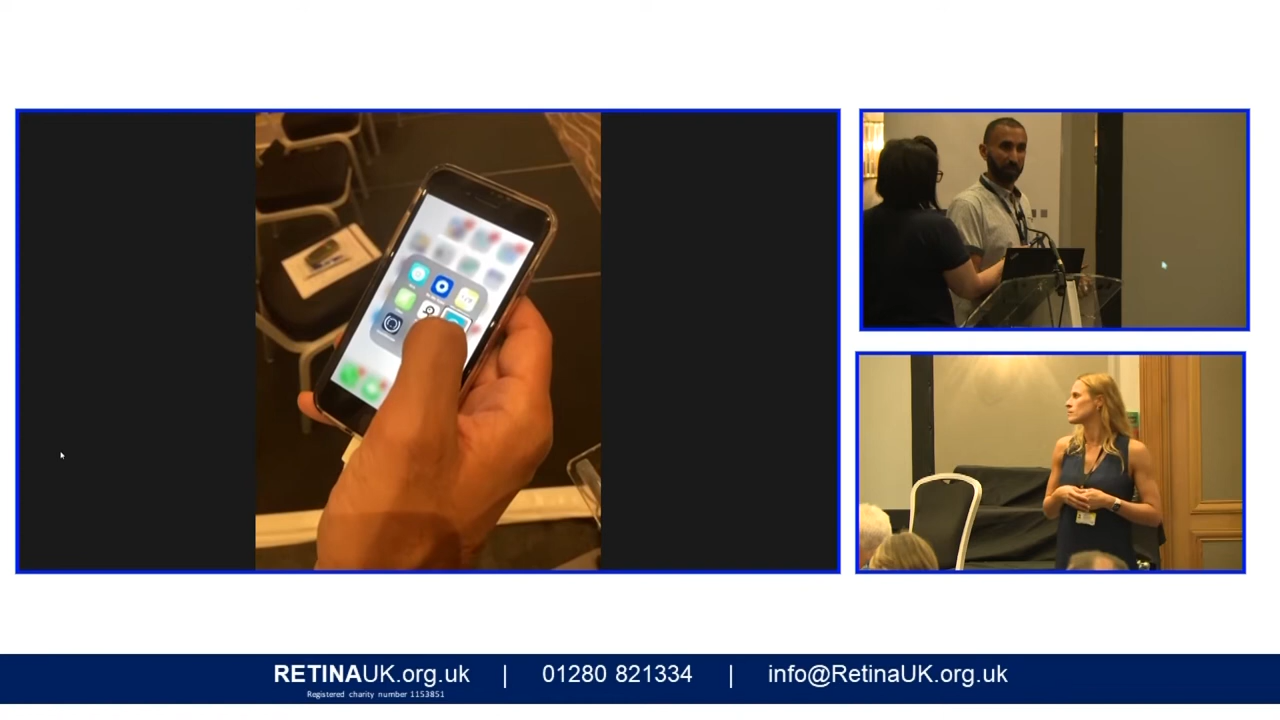 RETINAUK.org.uk | 01280 821334 | info@RetinaUK.org.uk
Registered charity number 1153851